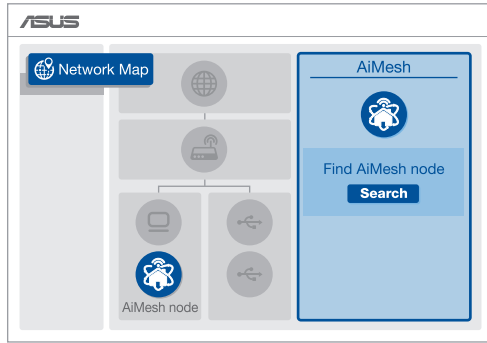 ASUS
Network Map
AiMesh
Find AiMesh node
Search
AiMesh node